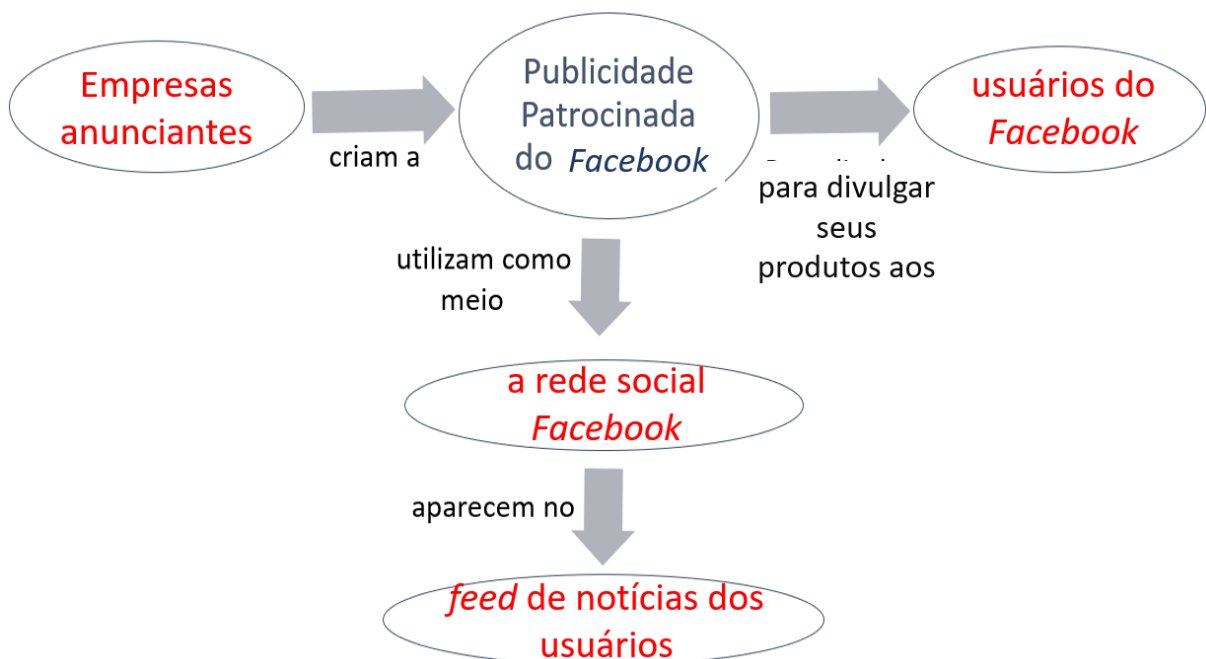 Empresas
anunciantes
criam a
Publicidade
Patrocinada
do Facebook
para divulgar
seus
produtos aos
usuários do
Facebook
utilizam como
meio
a rede social
Facebook
aparecem no
feed de notícias dos
usuários